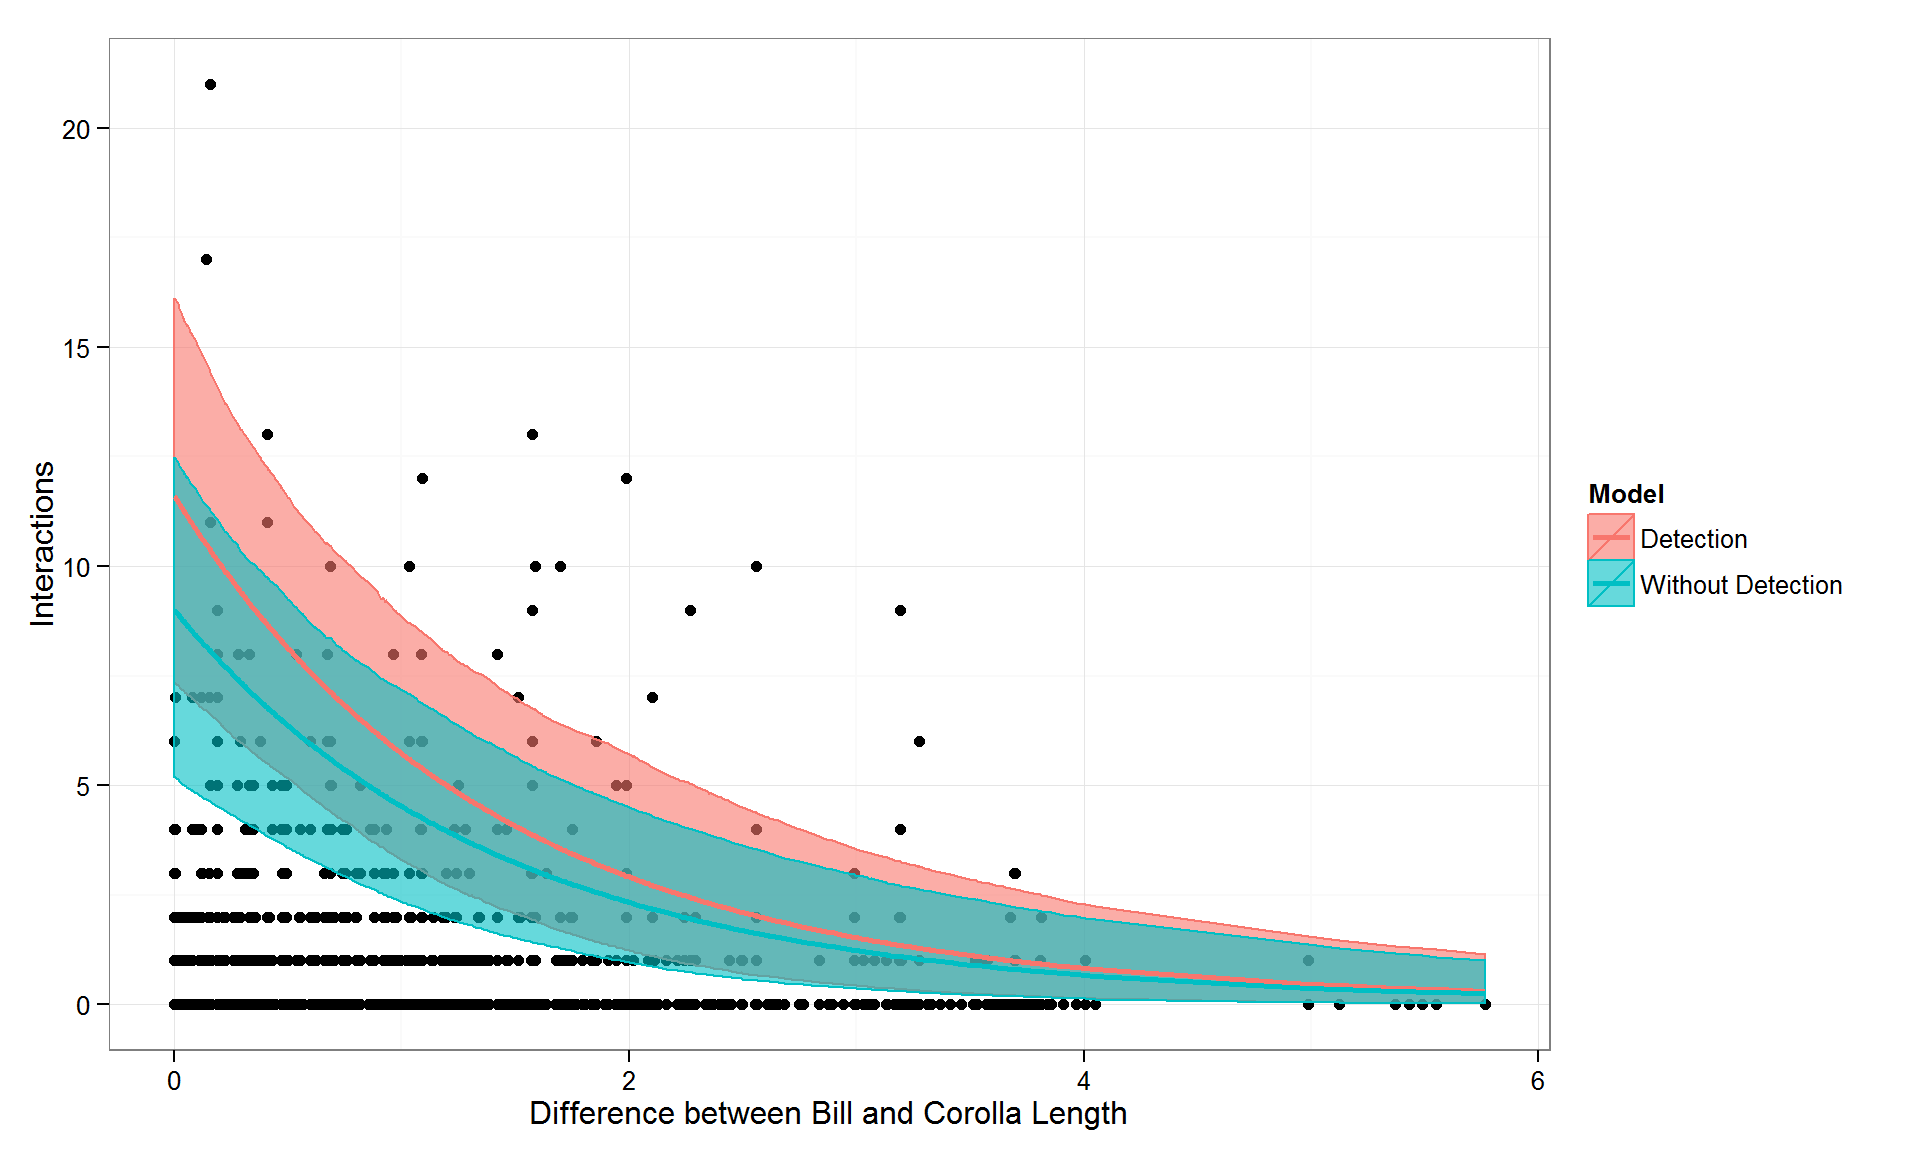 20
15
10
5
0
Interactions
0 2 4 6
Difference between Bill and Corolla Length
Model
Detection
Without Detection